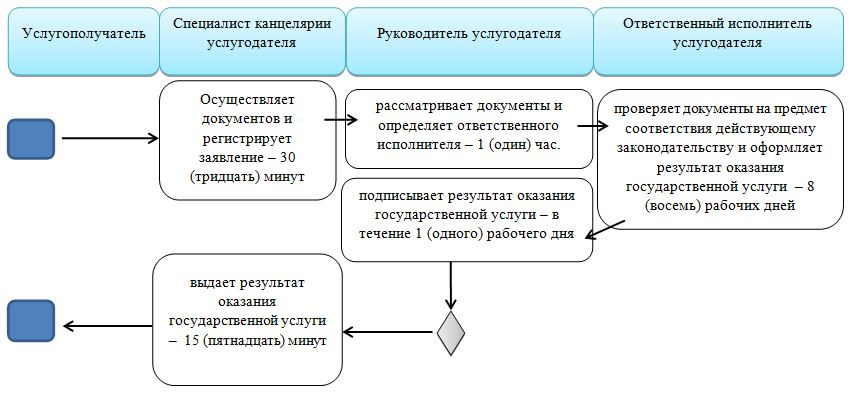 Услугополучатель
Специалист канцелярии
услугодателя
Руководитель услугодателя
Ответственный исполнитель
услугодателя
Осуществляет
документов и
регистрирует
заявление – 30
(тридцать) минут
рассматривает документы и
определяет ответственного
исполнителя – 1 (один) час.
проверяет документы на предмет
соответствия действующему
законодательству и оформляет
результат оказания
государственной услуги – 8
(восемь) рабочих дней
подписывает результат оказания
государственной услуги – в
течение 1 (одного) рабочего дня
выдает результат
оказания
государственной услуги
– 15 (пятнадцать) минут